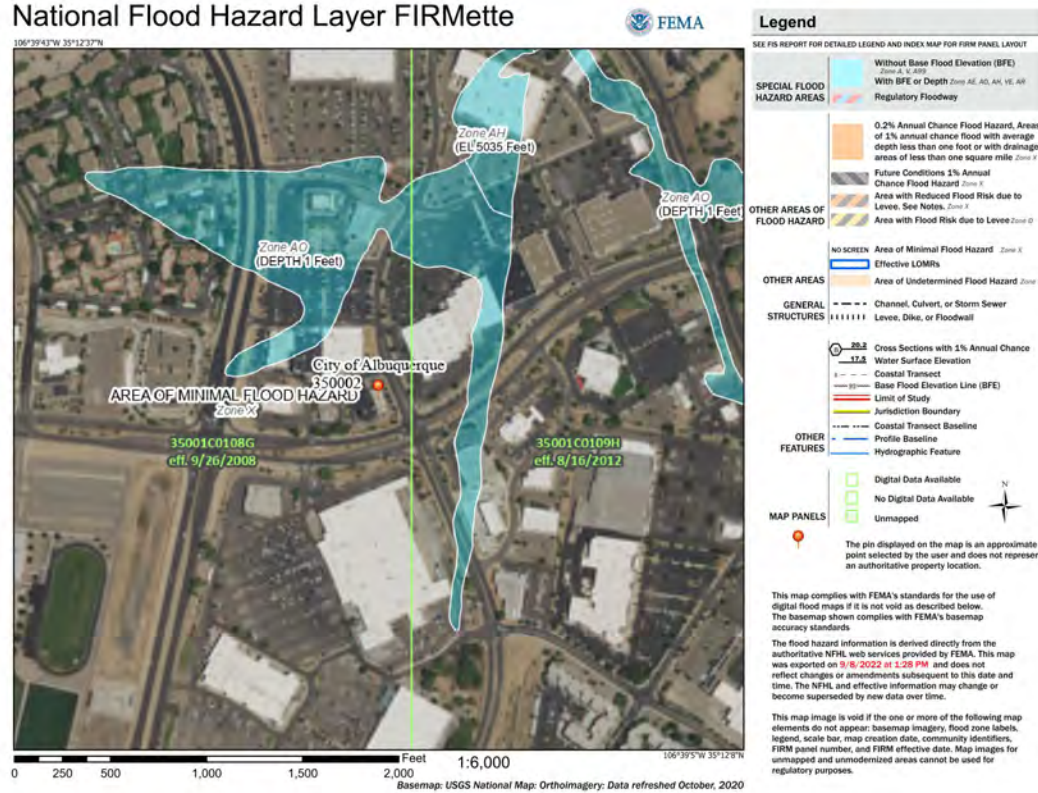 National Flood Hazard Layer FIRMette
FEMA
106°39'43"W 35°12'37"N
Zone AH
(EL 5035 Feet)
Zone AO
(DEPTH 1 Feet)
Zone AO
(DEPTH 1 Feet)
City of Albuquerque
350002
AREA OF MINIMAL FLOOD HAZARD
Zone X
35001C0108G
eff. 9/26/2008
35001C0109H
eff. 8/16/2012
0 250 500 1,000 1,500 2,000
Feet
1:6,000
106°39'5"W 35°12'8"N
Basemap: USGS National Map: Orthoimagery: Data refreshed October, 2020
Legend
SEE FIS REPORT FOR DETAILED LEGEND AND INDEX MAP FOR FIRM PANEL LAYOUT
SPECIAL FLOOD
HAZARD AREAS
Without Base Flood Elevation (BFE)
Zone A, V, A99
With BFE or Depth Zone AE, AO, AH, VE, AR
Regulatory Floodway
0.2% Annual Chance Flood Hazard, Areas
of 1% annual chance flood with average
depth less than one foot or with drainage
areas of less than one square mile Zone X
Future Conditions 1% Annual
Chance Flood Hazard Zone X
Area with Reduced Flood Risk due to
Levee. See Notes. Zone X
Area with Flood Risk due to Levee Zone D
OTHER AREAS OF
FLOOD HAZARD
NO SCREEN Area of Minimal Flood Hazard Zone X
Effective LOMRs
OTHER AREAS
Area of Undetermined Flood Hazard Zone
GENERAL
STRUCTURES
Channel, Culvert, or Storm Sewer
Levee, Dike, or Floodwall
20.2 Cross Sections with 1% Annual Chance
17.5 Water Surface Elevation
Coastal Transect
Base Flood Elevation Line (BFE)
Limit of Study
Jurisdiction Boundary
Coastal Transect Baseline
OTHER
FEATURES
Profile Baseline
Hydrographic Feature
Digital Data Available
No Digital Data Available
MAP PANELS
Unmapped
N
The pin displayed on the map is an approximate
point selected by the user and does not represen
an authoritative property location.
This map complies with FEMA's standards for the use of
digital flood maps if it is not void as described below.
The basemap shown complies with FEMA's basemap
accuracy standards
The flood hazard information is derived directly from the
authoritative NFHL web services provided by FEMA. This map
was exported on 9/8/2022 at 1:28 PM and does not
reflect changes or amendments subsequent to this date and
time. The NFHL and effective information may change or
become superseded by new data over time.
This map image is void if the one or more of the following map
elements do not appear: basemap imagery, flood zone labels,
legend, scale bar, map creation date, community identifiers,
FIRM panel number, and FIRM effective date. Map images for
unmapped and unmodernized areas cannot be used for
regulatory purposes.